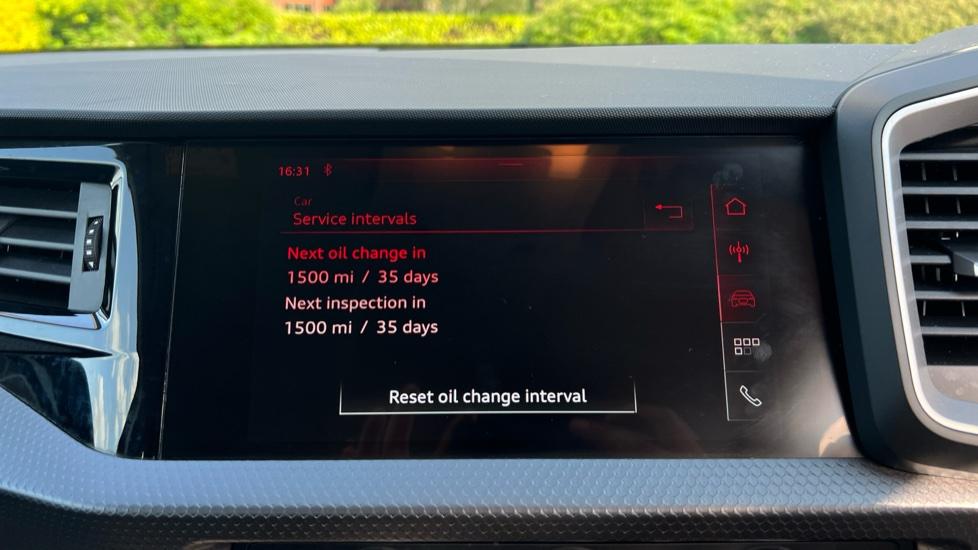 16:31
Car
Service intervals
Next oil change in
1500 mi / 35 days
Next inspection in
1500 mi / 35 days
Reset oil change interval